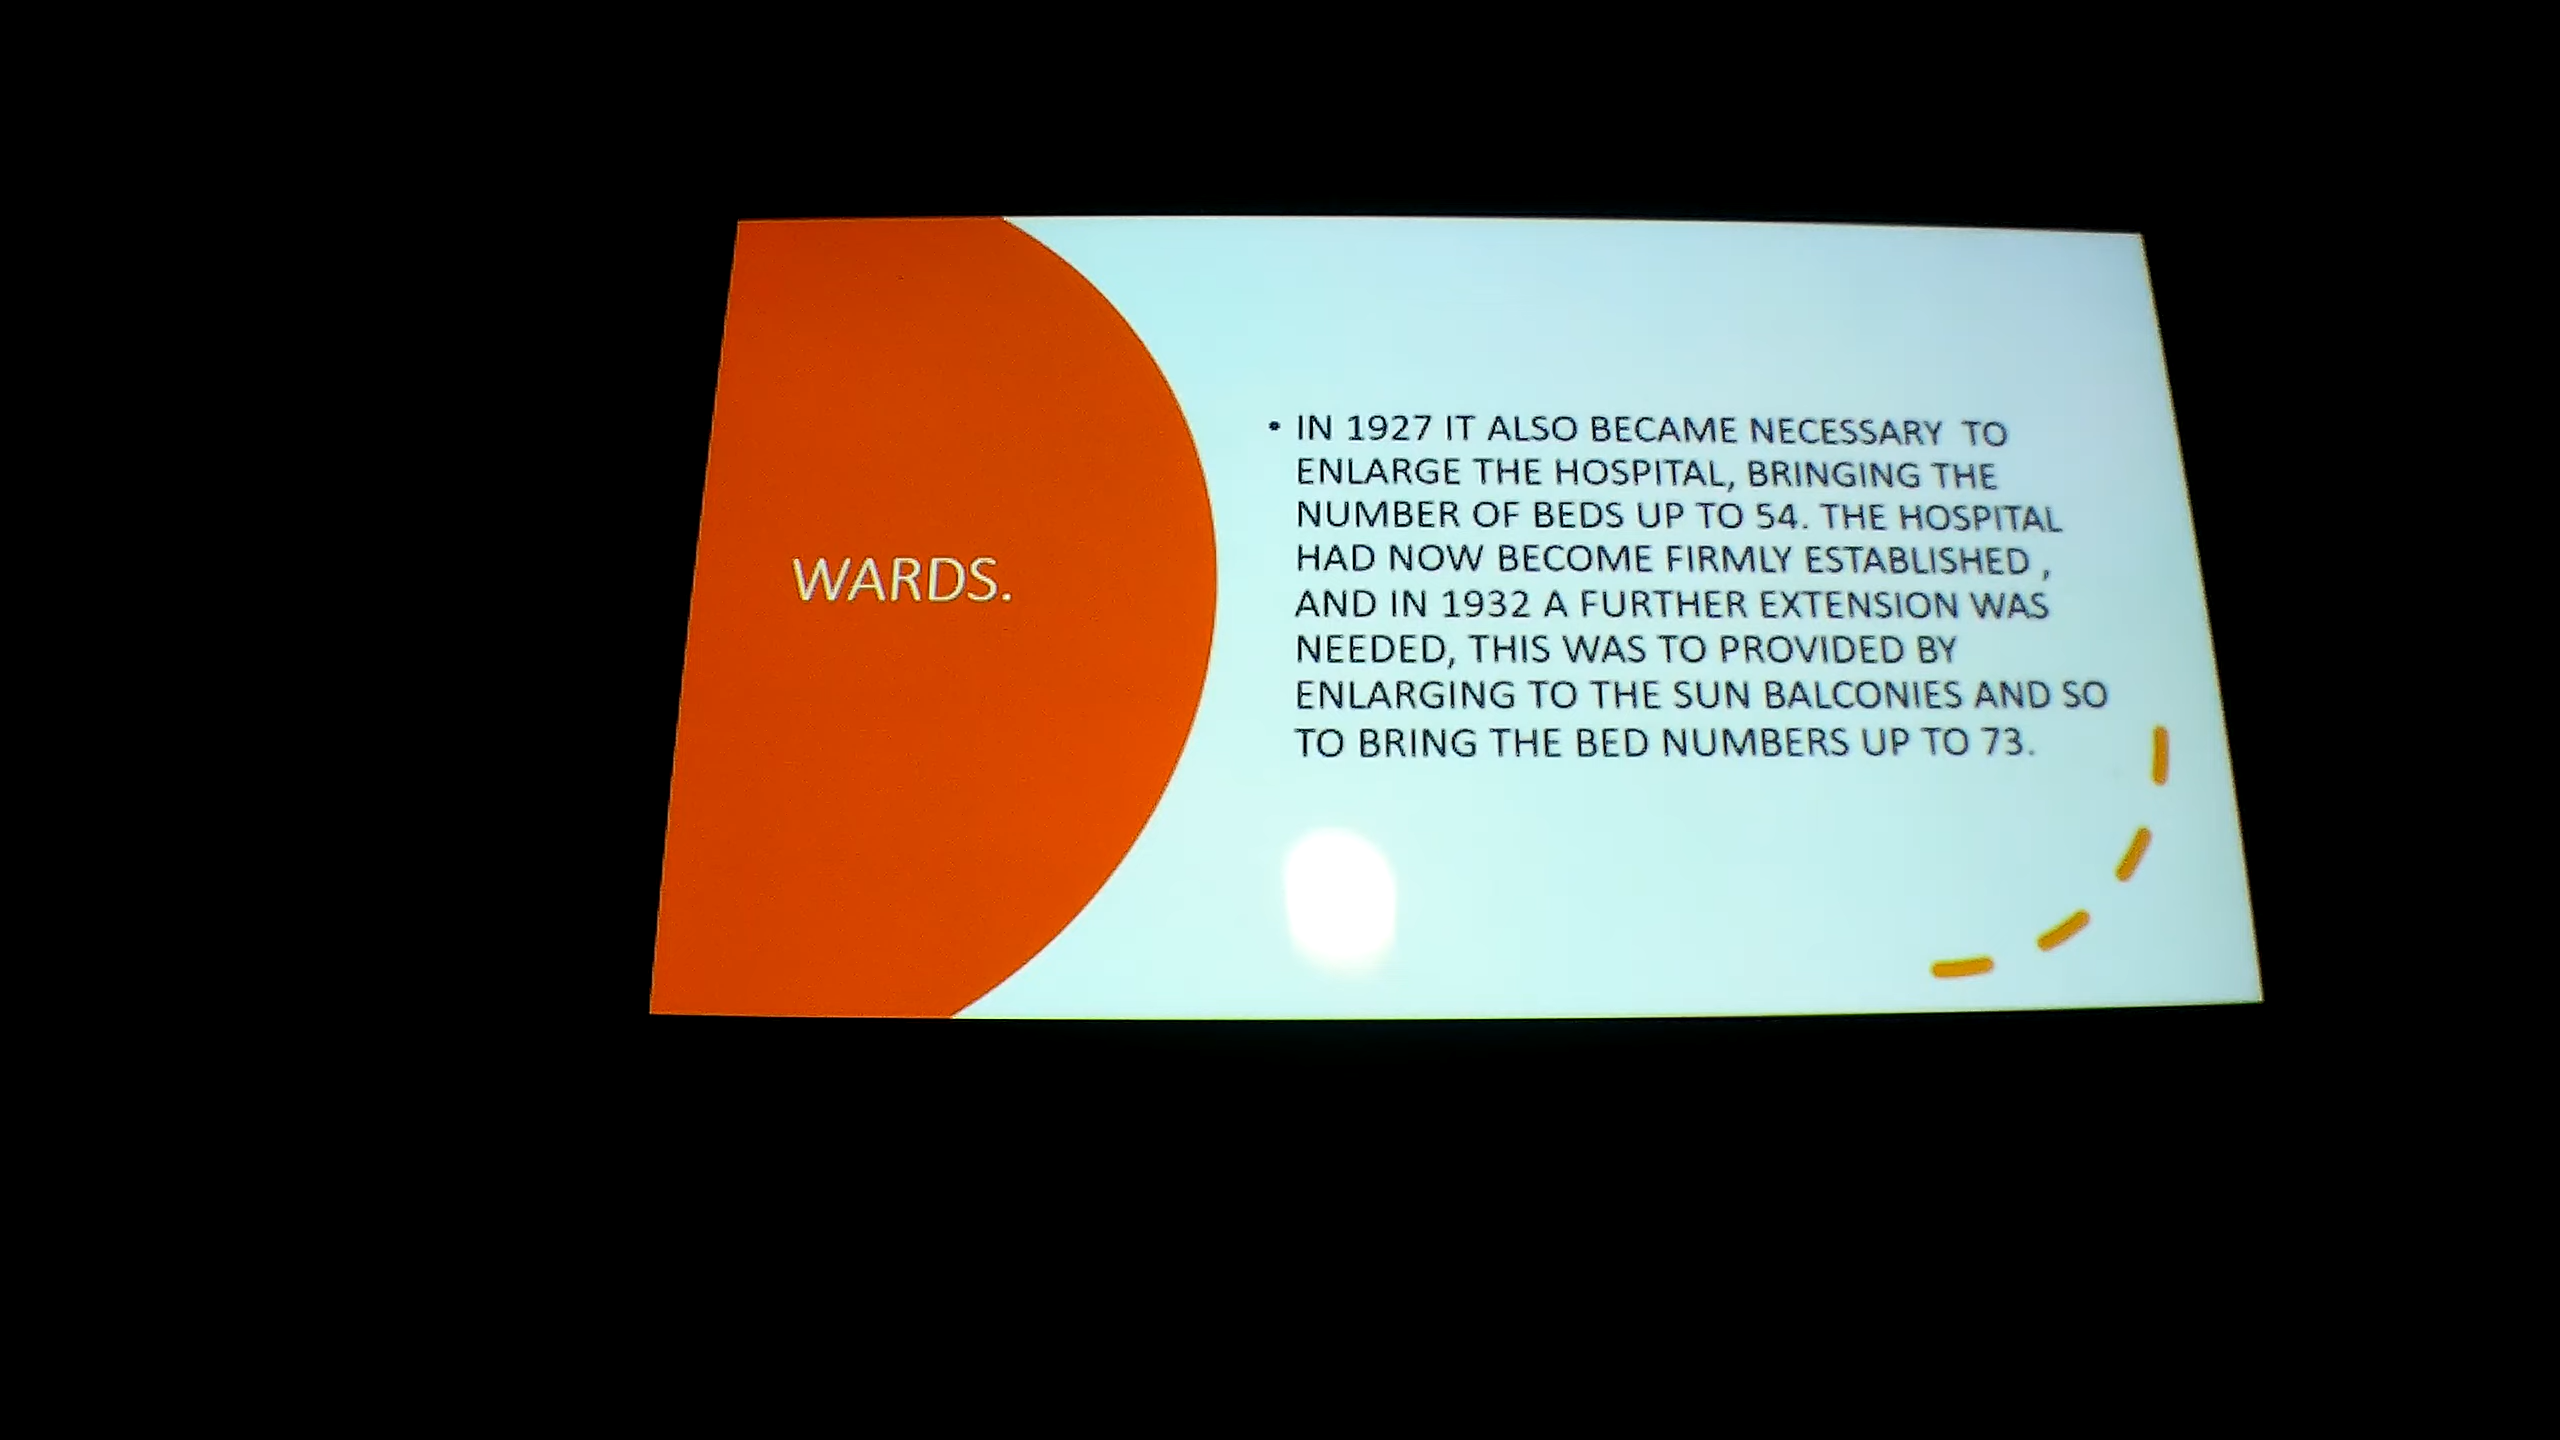 WARDS.
• IN 1927 IT ALSO BECAME NECESSARY TO
ENLARGE THE HOSPITAL, BRINGING THE
NUMBER OF BEDS UP TO 54. THE HOSPITAL
HAD NOW BECOME FIRMLY ESTABLISHED ,
AND IN 1932 A FURTHER EXTENSION WAS
NEEDED, THIS WAS TO PROVIDED BY
ENLARGING TO THE SUN BALCONIES AND SO
TO BRING THE BED NUMBERS UP TO 73.